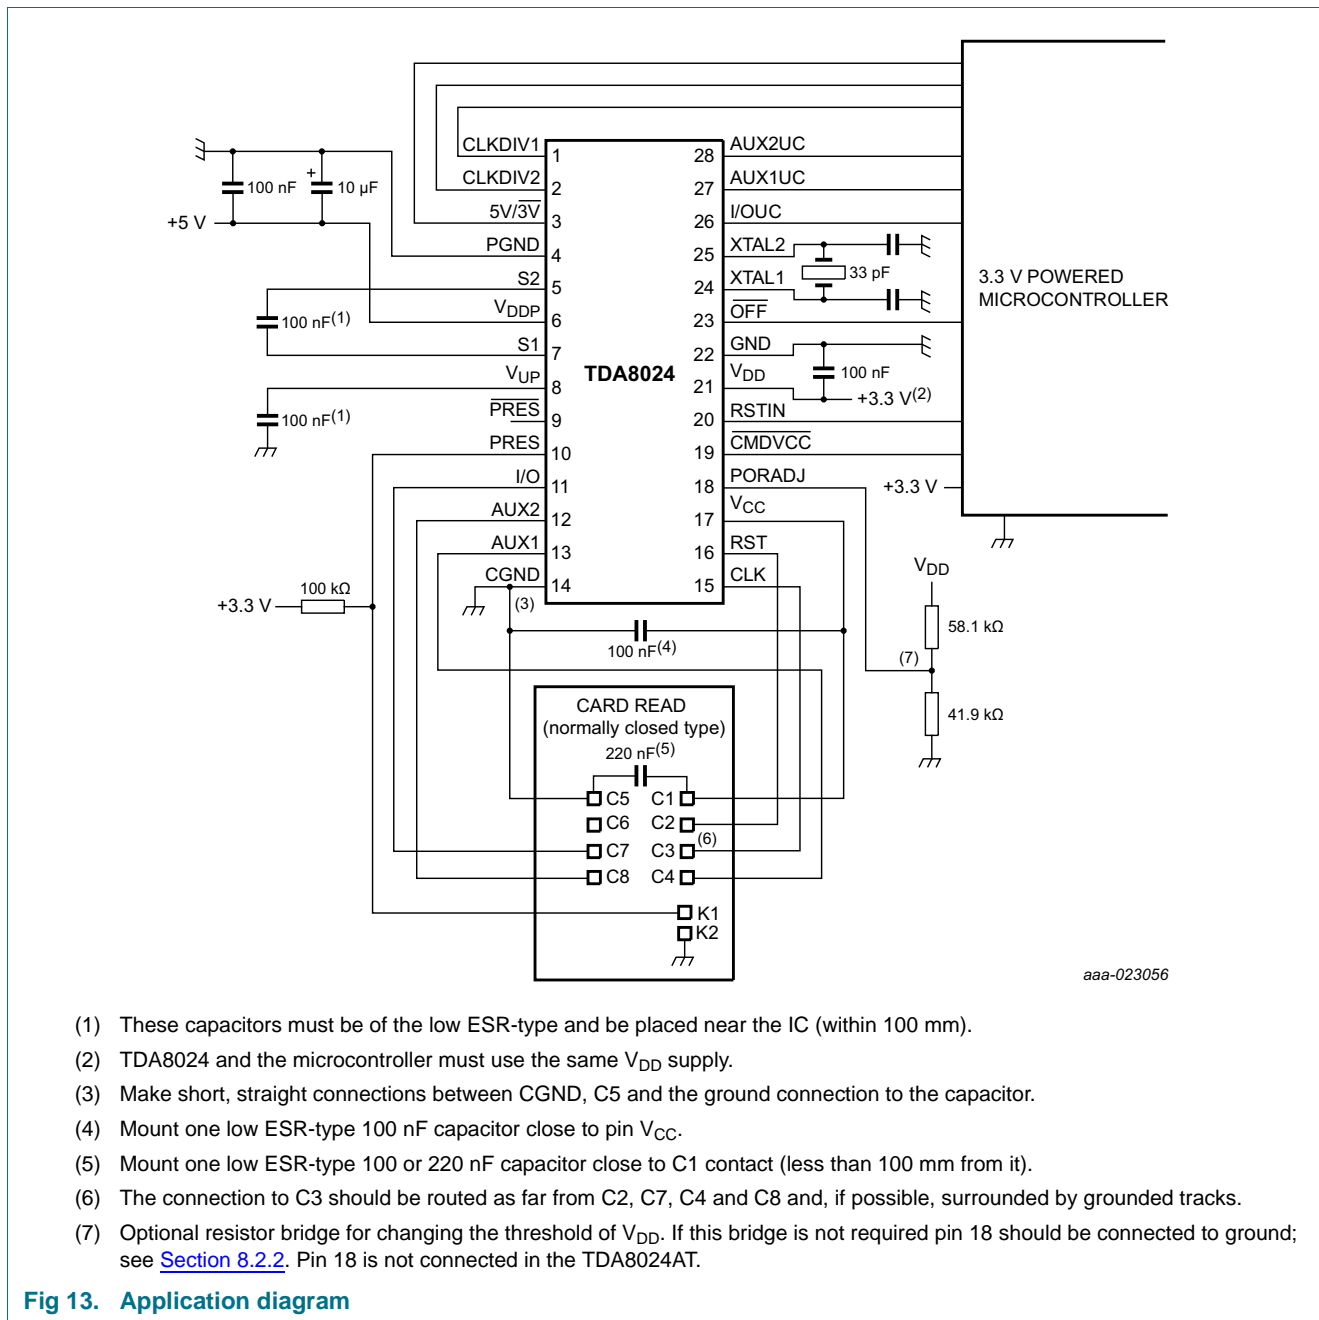 CLKDIV1
1
CLKDIV2
2
5V/3V
3
PGND
4
S2
5
VDDP
6
S1
7
VUP
8
PRES
9
PRES
10
I/O
11
AUX2
12
AUX1
13
CGND
14
(3)
100 nF
+
10 µF
+5 V
100 nF(1)
100 nF(1)
+3.3 V
100 kΩ
TDA8024
28
AUX2UC
27
AUX1UC
26
I/OUC
25
XTAL2
24
XTAL1
33 pF
23
OFF
22
GND
21
VDD
100 nF
+3.3 V(2)
20
RSTIN
19
CMDVCC
18
PORADJ
17
VCC
16
RST
15
CLK
3.3 V POWERED
MICROCONTROLLER
+3.3 V
VDD
58.1 kΩ
(7)
41.9 kΩ
100 nF(4)
CARD READ
(normally closed type)
220 nF(5)
C5 C1
C6 C2
(6)
C7 C3
C8 C4
K1
K2
aaa-023056
(1) These capacitors must be of the low ESR-type and be placed near the IC (within 100 mm).
(2) TDA8024 and the microcontroller must use the same VDD supply.
(3) Make short, straight connections between CGND, C5 and the ground connection to the capacitor.
(4) Mount one low ESR-type 100 nF capacitor close to pin VCC.
(5) Mount one low ESR-type 100 or 220 nF capacitor close to C1 contact (less than 100 mm from it).
(6) The connection to C3 should be routed as far from C2, C7, C4 and C8 and, if possible, surrounded by grounded tracks.
(7) Optional resistor bridge for changing the threshold of VDD. If this bridge is not required pin 18 should be connected to ground;
see Section 8.2.2. Pin 18 is not connected in the TDA8024AT.
Fig 13. Application diagram